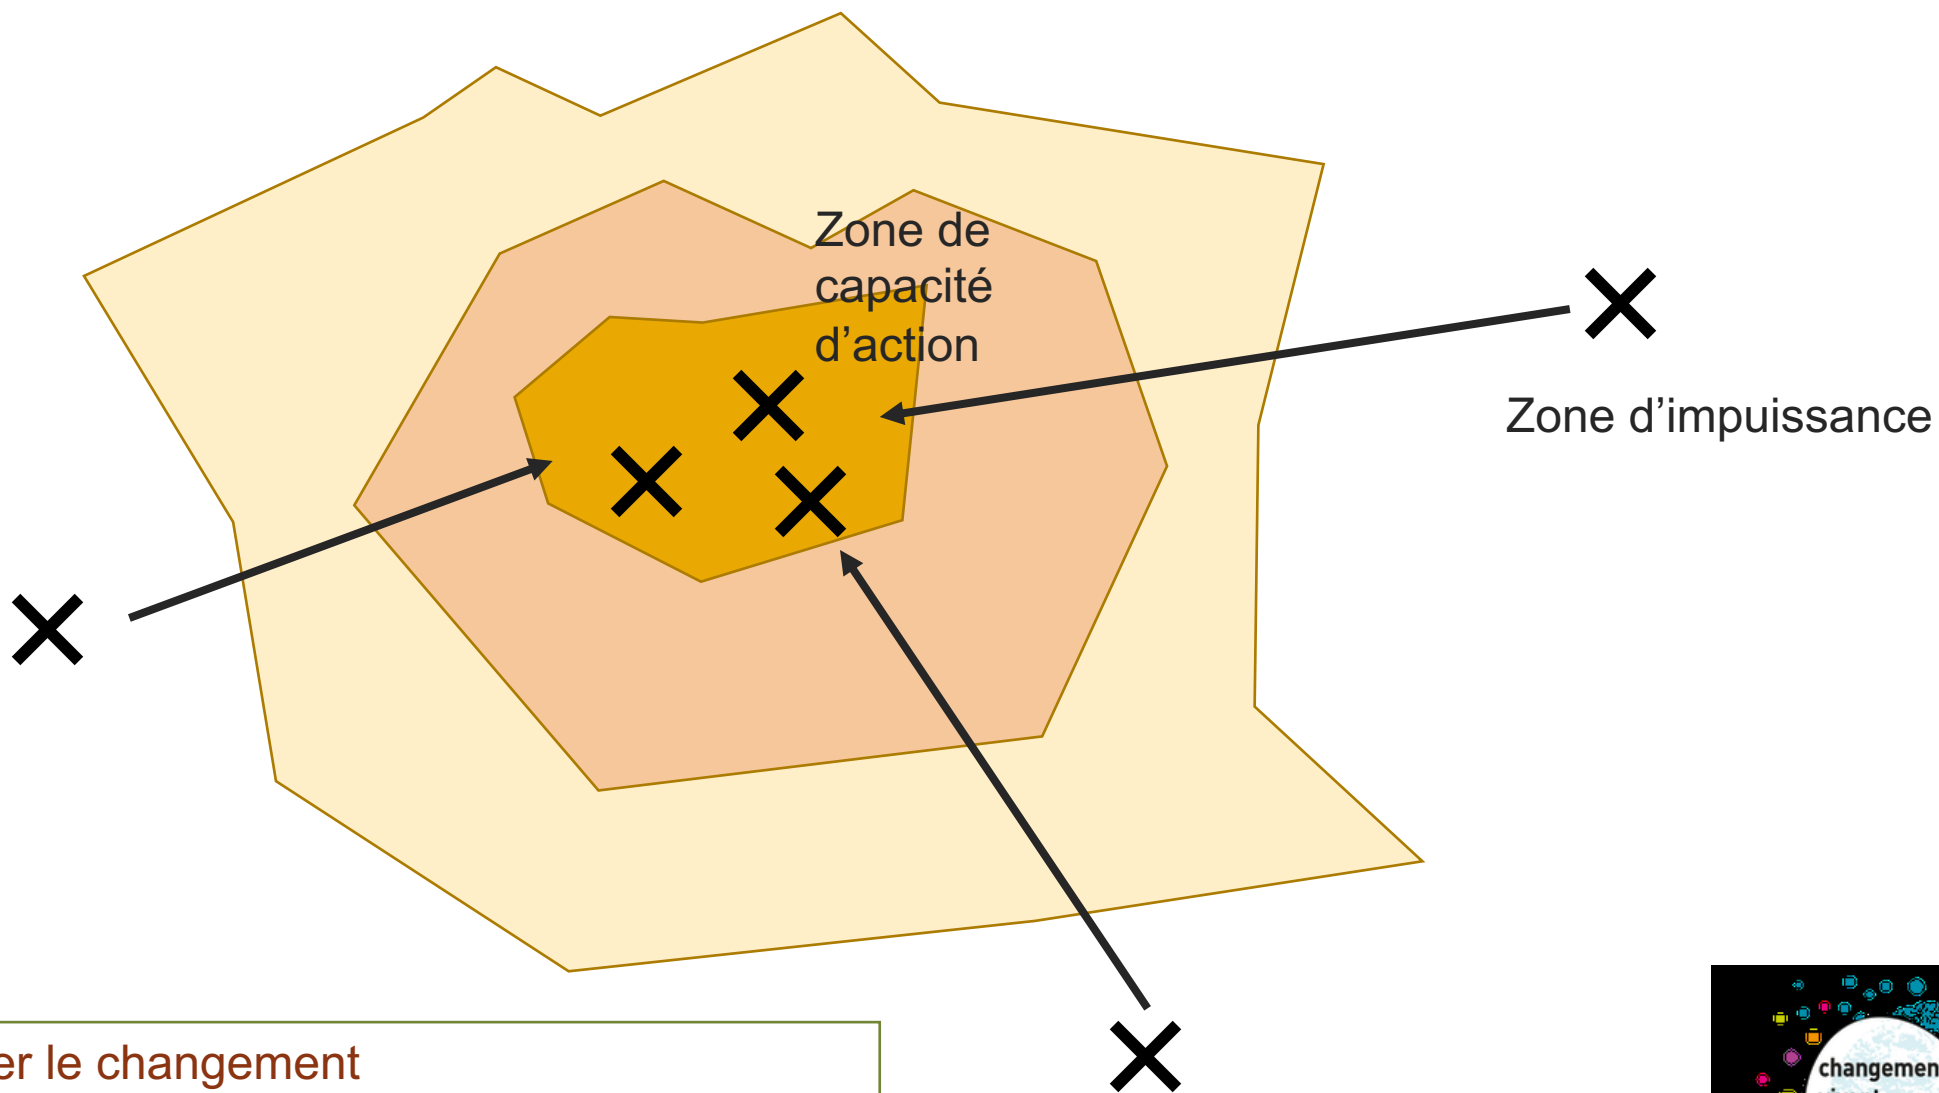 Zone de
capacité
d’action
Zone d’impuissance
er le changement
changemen